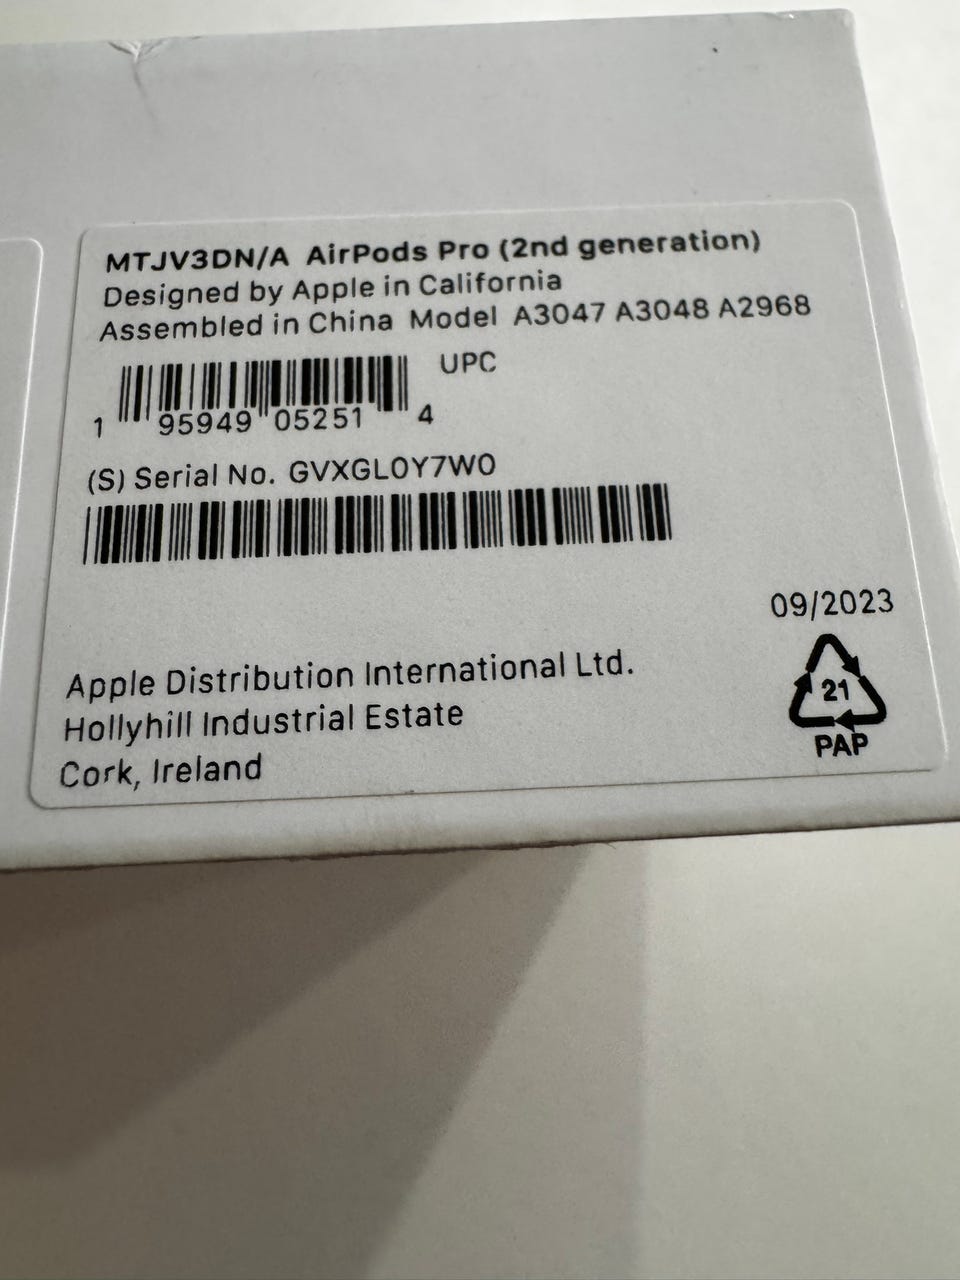 MTJV3DN/A AirPods Pro (2nd generation)
Designed by Apple in California
Assembled in China Model A3047 A3048 A2968
UPC
1 95949 05251 4
(S) Serial No. GVXGL0Y7W0
09/2023
21
PAP
Apple Distribution International Ltd.
Hollyhill Industrial Estate
Cork, Ireland